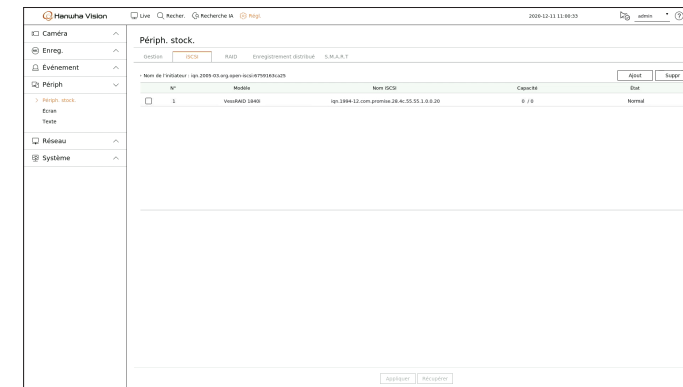 Hanwha Vision
Live
Recher.
Recherche IA
Régl.
2020-12-11 11:00:33
admin
Caméra
Enreg.
Événement
Périph
Périph. stock.
Ecran
Texte
Réseau
Système
Périph. stock.
Gestion
iSCSI
RAID
Enregistrement distribué
S.M.A.R.T
Nom de l'initiateur : iqn.2005-03.org.open-iscsi:6759163ca25
Ajout
Suppr
N° Modèle Nom iSCSI Capacité État
1 VessRAID 1840i iqn.1984-12.com.promise.28.4c.55.55.1.0.0.20 0 / 0 Normal
Appliquer
Récupérer